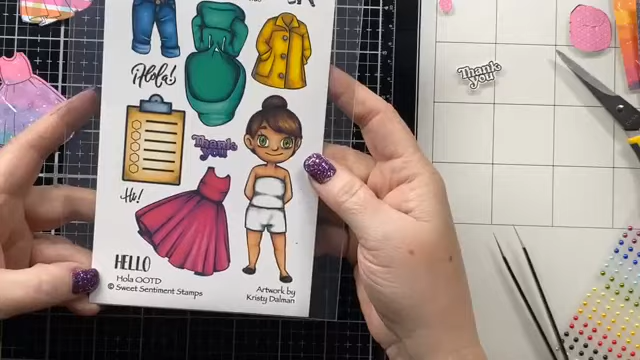 ¡Hola!
Thank
you
Thank
you
Hi!
HELLO
Hola OOTD
© Sweet Sentiment Stamps
Artwork by
Kristy Dalman